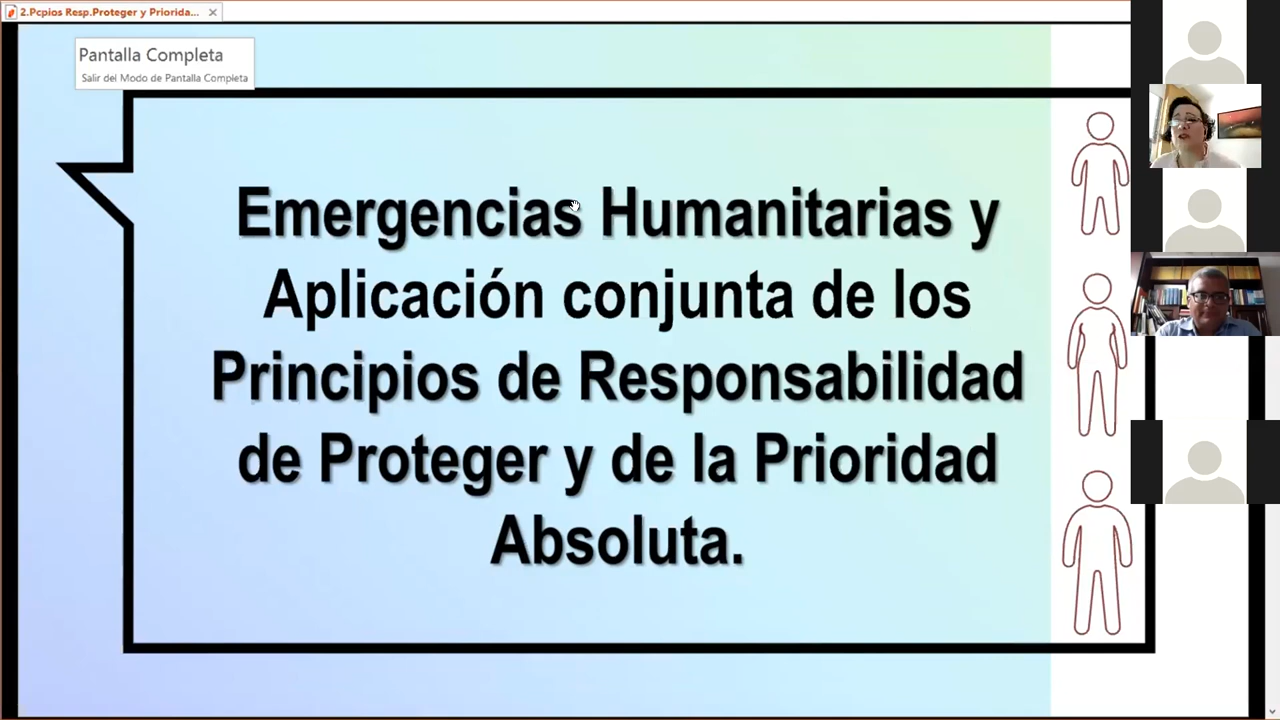 2.Pcpios Resp.Proteger y Priorida...
Pantalla Completa
Salir del Modo de Pantalla Completa
Emergencias Humanitarias y
Aplicación conjunta de los
Principios de Responsabilidad
de Proteger y de la Prioridad
Absoluta.